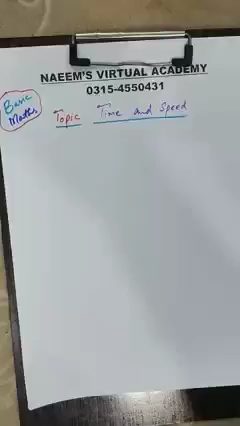 NAEEM'S VIRTUAL ACADEMY
0315-4550431
Basic
Maths
Topic Time and Speed